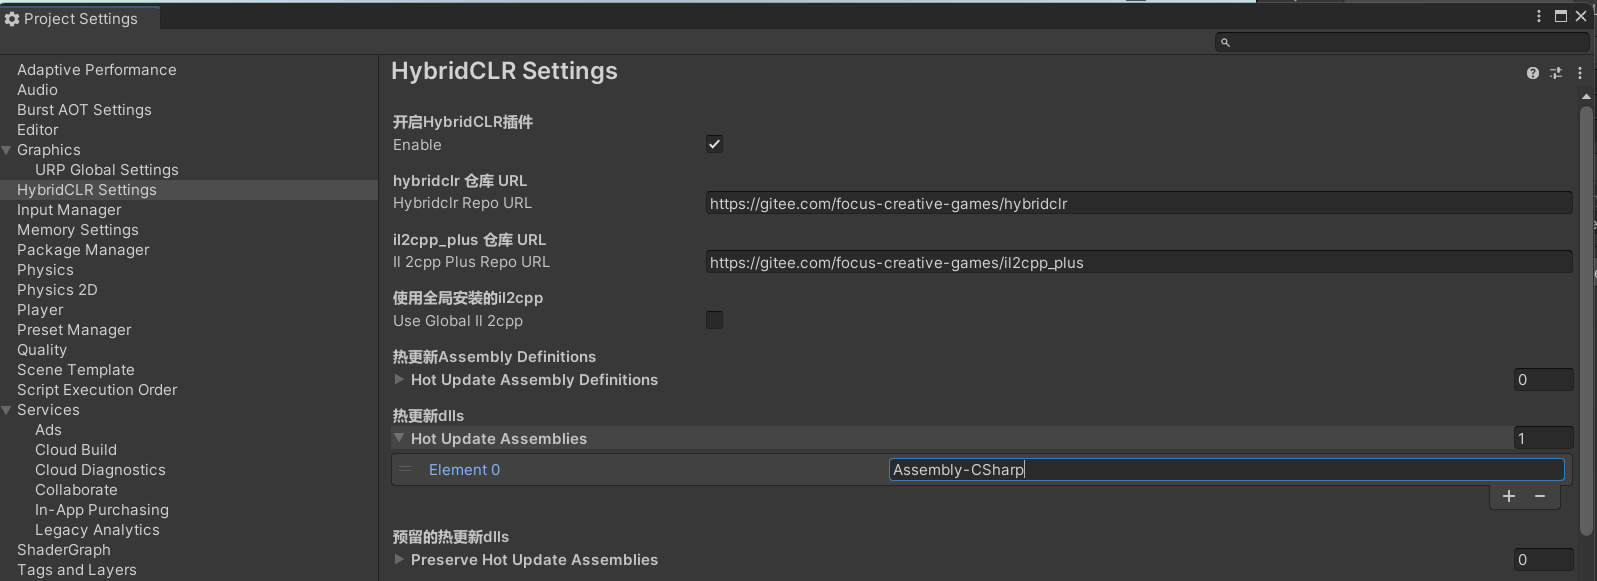 Project Settings
Adaptive Performance
Audio
Burst AOT Settings
Editor
Graphics
URP Global Settings
HybridCLR Settings
Input Manager
Memory Settings
Package Manager
Physics
Physics 2D
Player
Preset Manager
Quality
Scene Template
Script Execution Order
Services
Ads
Cloud Build
Cloud Diagnostics
Collaborate
In-App Purchasing
Legacy Analytics
ShaderGraph
Tags and Layers
HybridCLR Settings
开启HybridCLR插件
Enable
hybridclr 仓库 URL
Hybridclr Repo URL https://gitee.com/focus-creative-games/hybridclr
il2cpp_plus 仓库 URL
Il 2cpp Plus Repo URL https://gitee.com/focus-creative-games/il2cpp_plus
使用全局安装的il2cpp
Use Global Il 2cpp
热更新Assembly Definitions
Hot Update Assembly Definitions 0
热更新dlls
Hot Update Assemblies 1
Element 0 Assembly-CSharp
预留的热更新dlls
Preserve Hot Update Assemblies 0